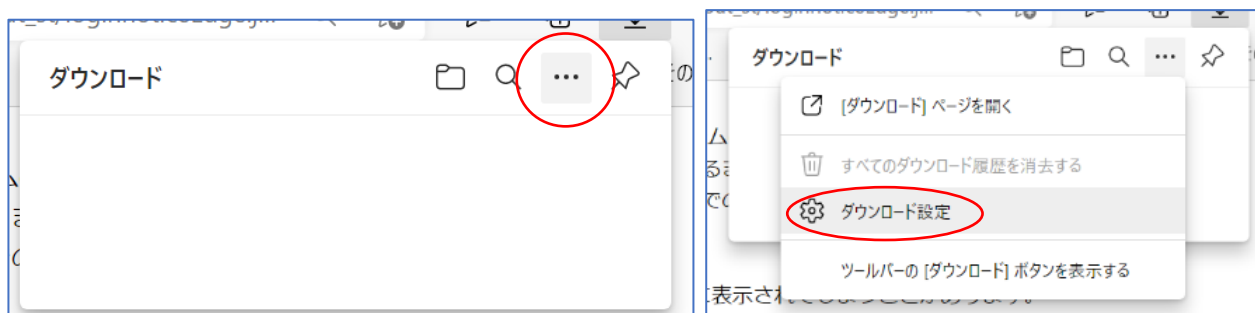 ダウンロード
その
ダウンロード
[ダウンロード] ページを開く
すべてのダウンロード履歴を消去する
ダウンロード設定
ツールバーの [ダウンロード] ボタンを表示する